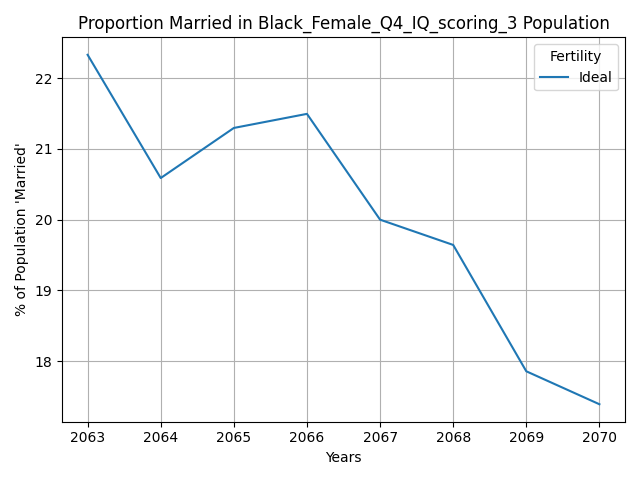 Proportion Married in Black_Female_Q4_IQ_scoring_3 Population
Fertility
Ideal
% of Population 'Married'
22
21
20
19
18
2063 2064 2065 2066 2067 2068 2069 2070
Years